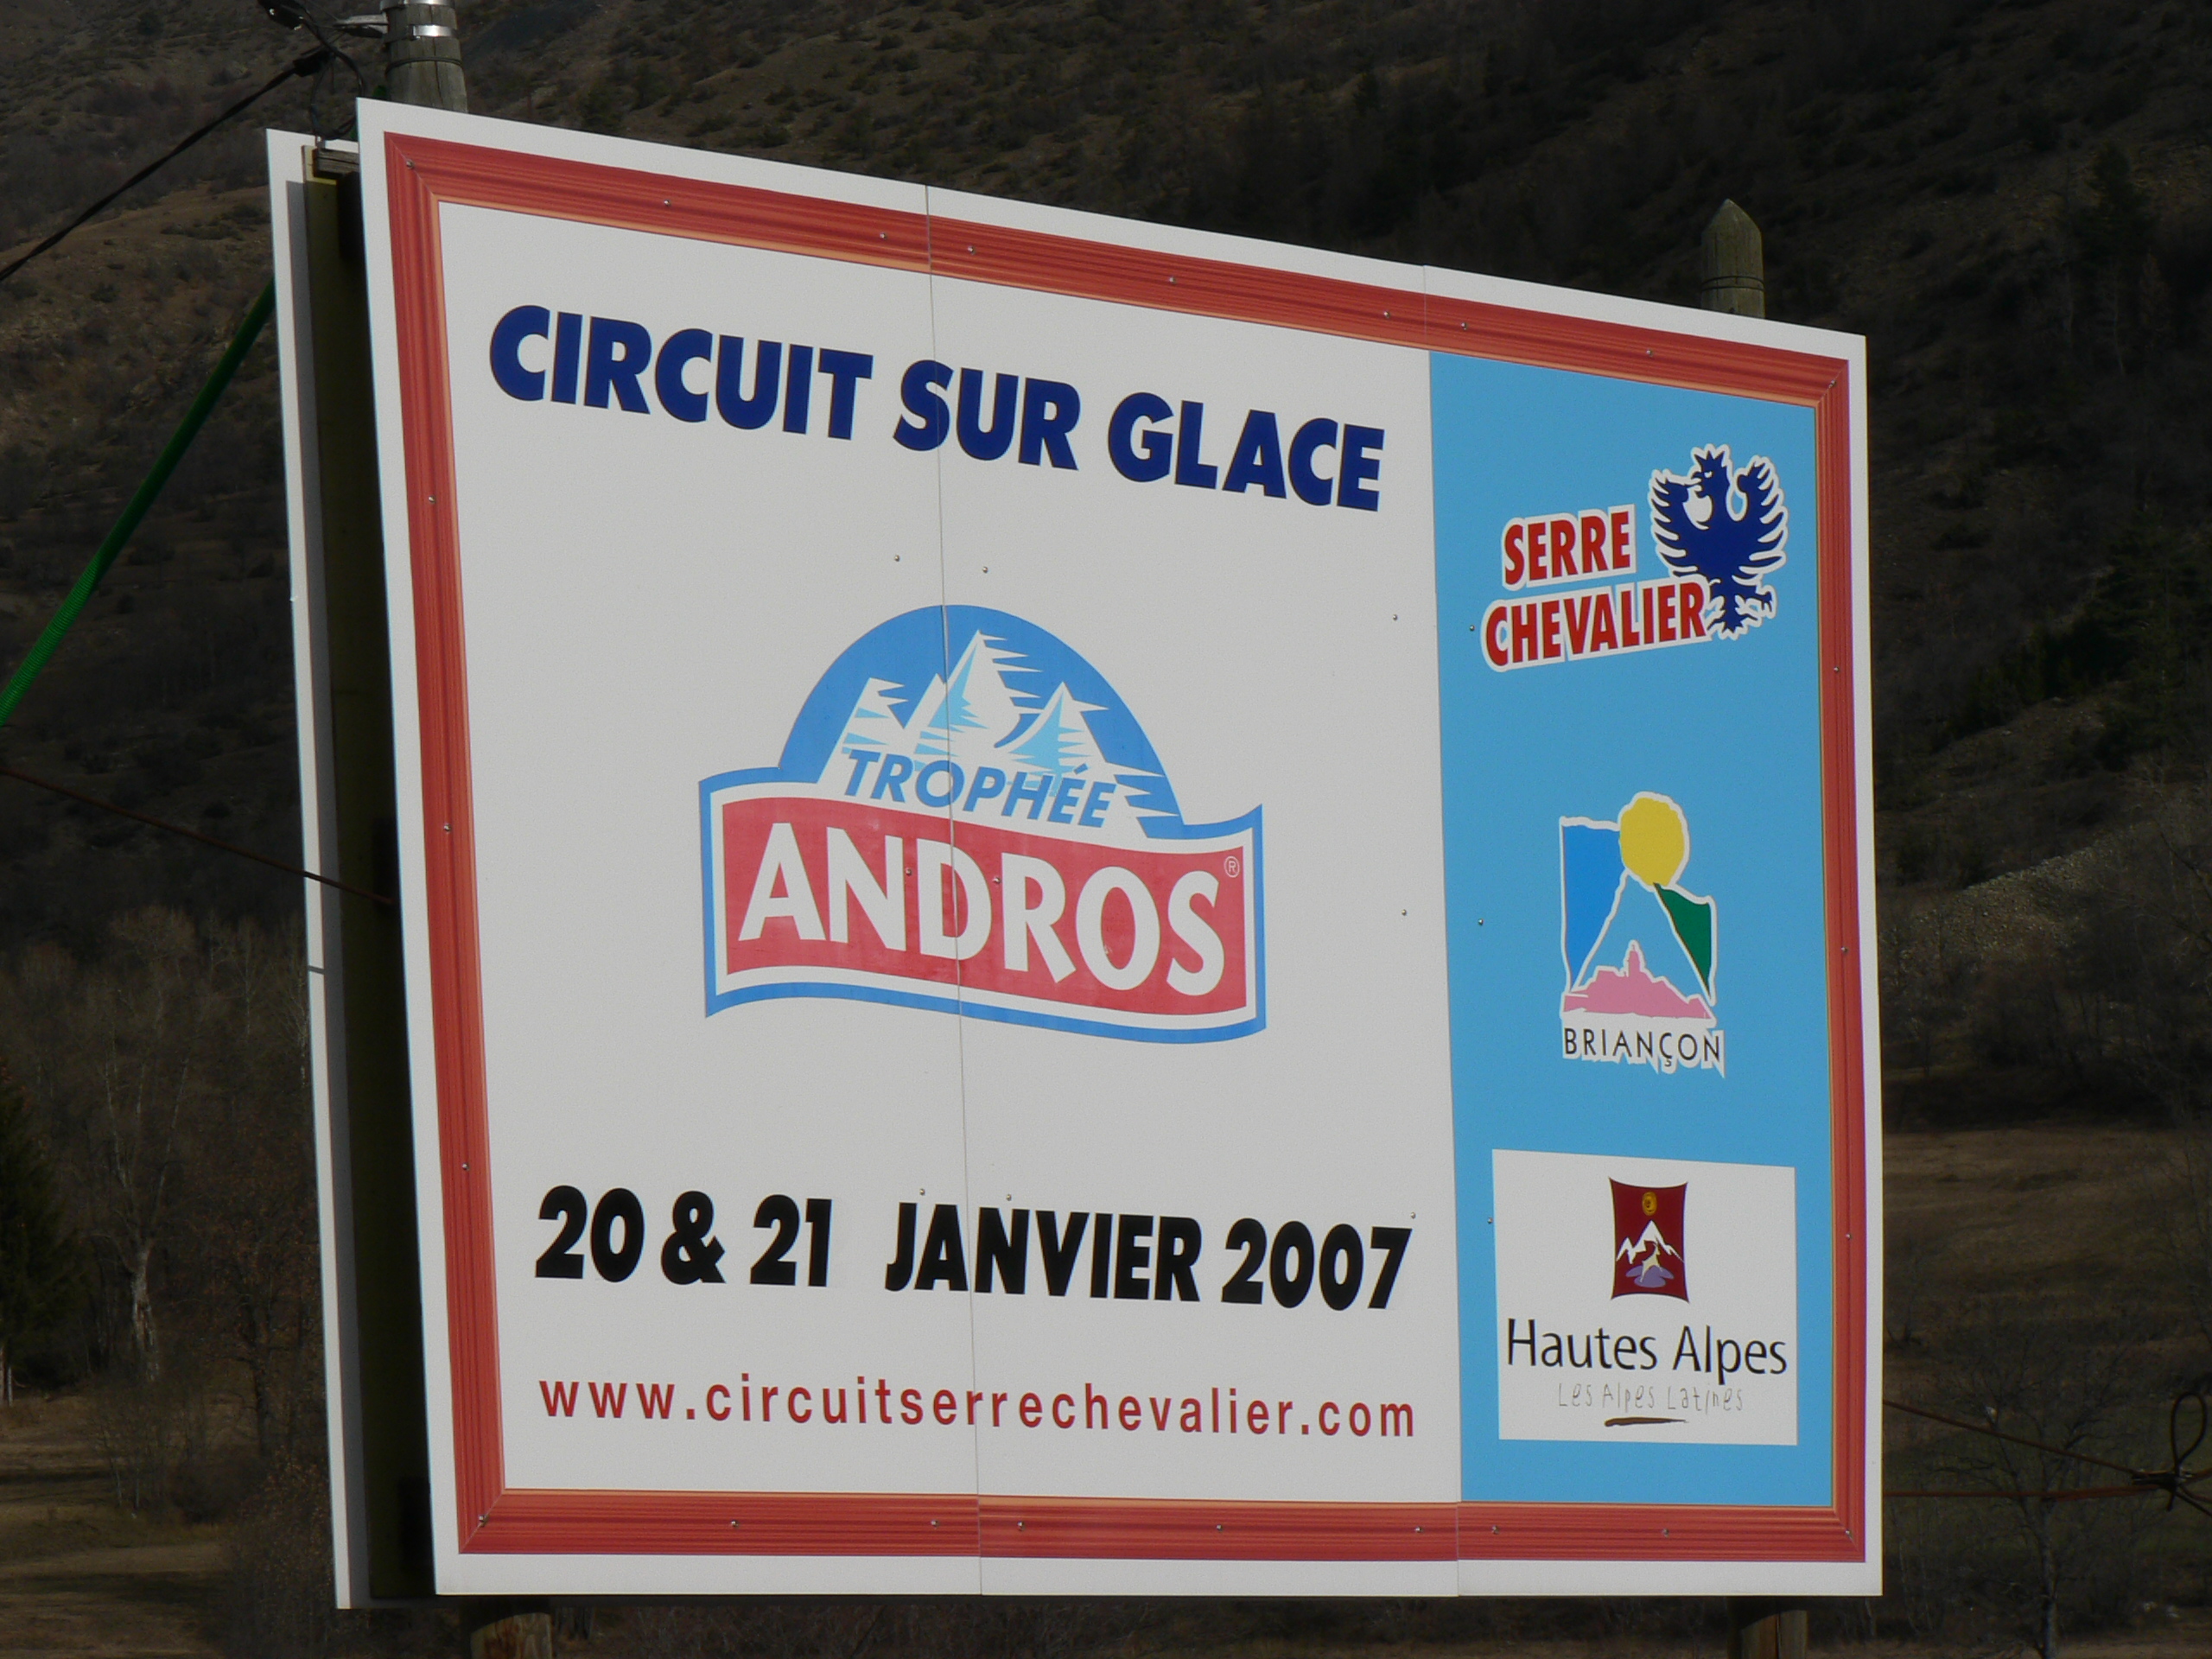 CIRCUIT SUR GLACE
TROPHÉE
ANDROS®
20 & 21 JANVIER 2007
www.circuitserrechevalier.com
SERRE
CHEVALIER
BRIANÇON
Hautes Alpes
Les Alpes Latines